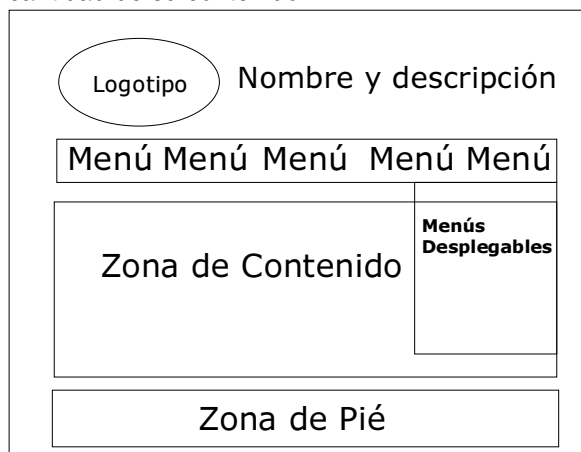 Logotipo
Nombre y descripción
Menú Menú Menú Menú Menú
Menús
Desplegables
Zona de Contenido
Zona de Pié